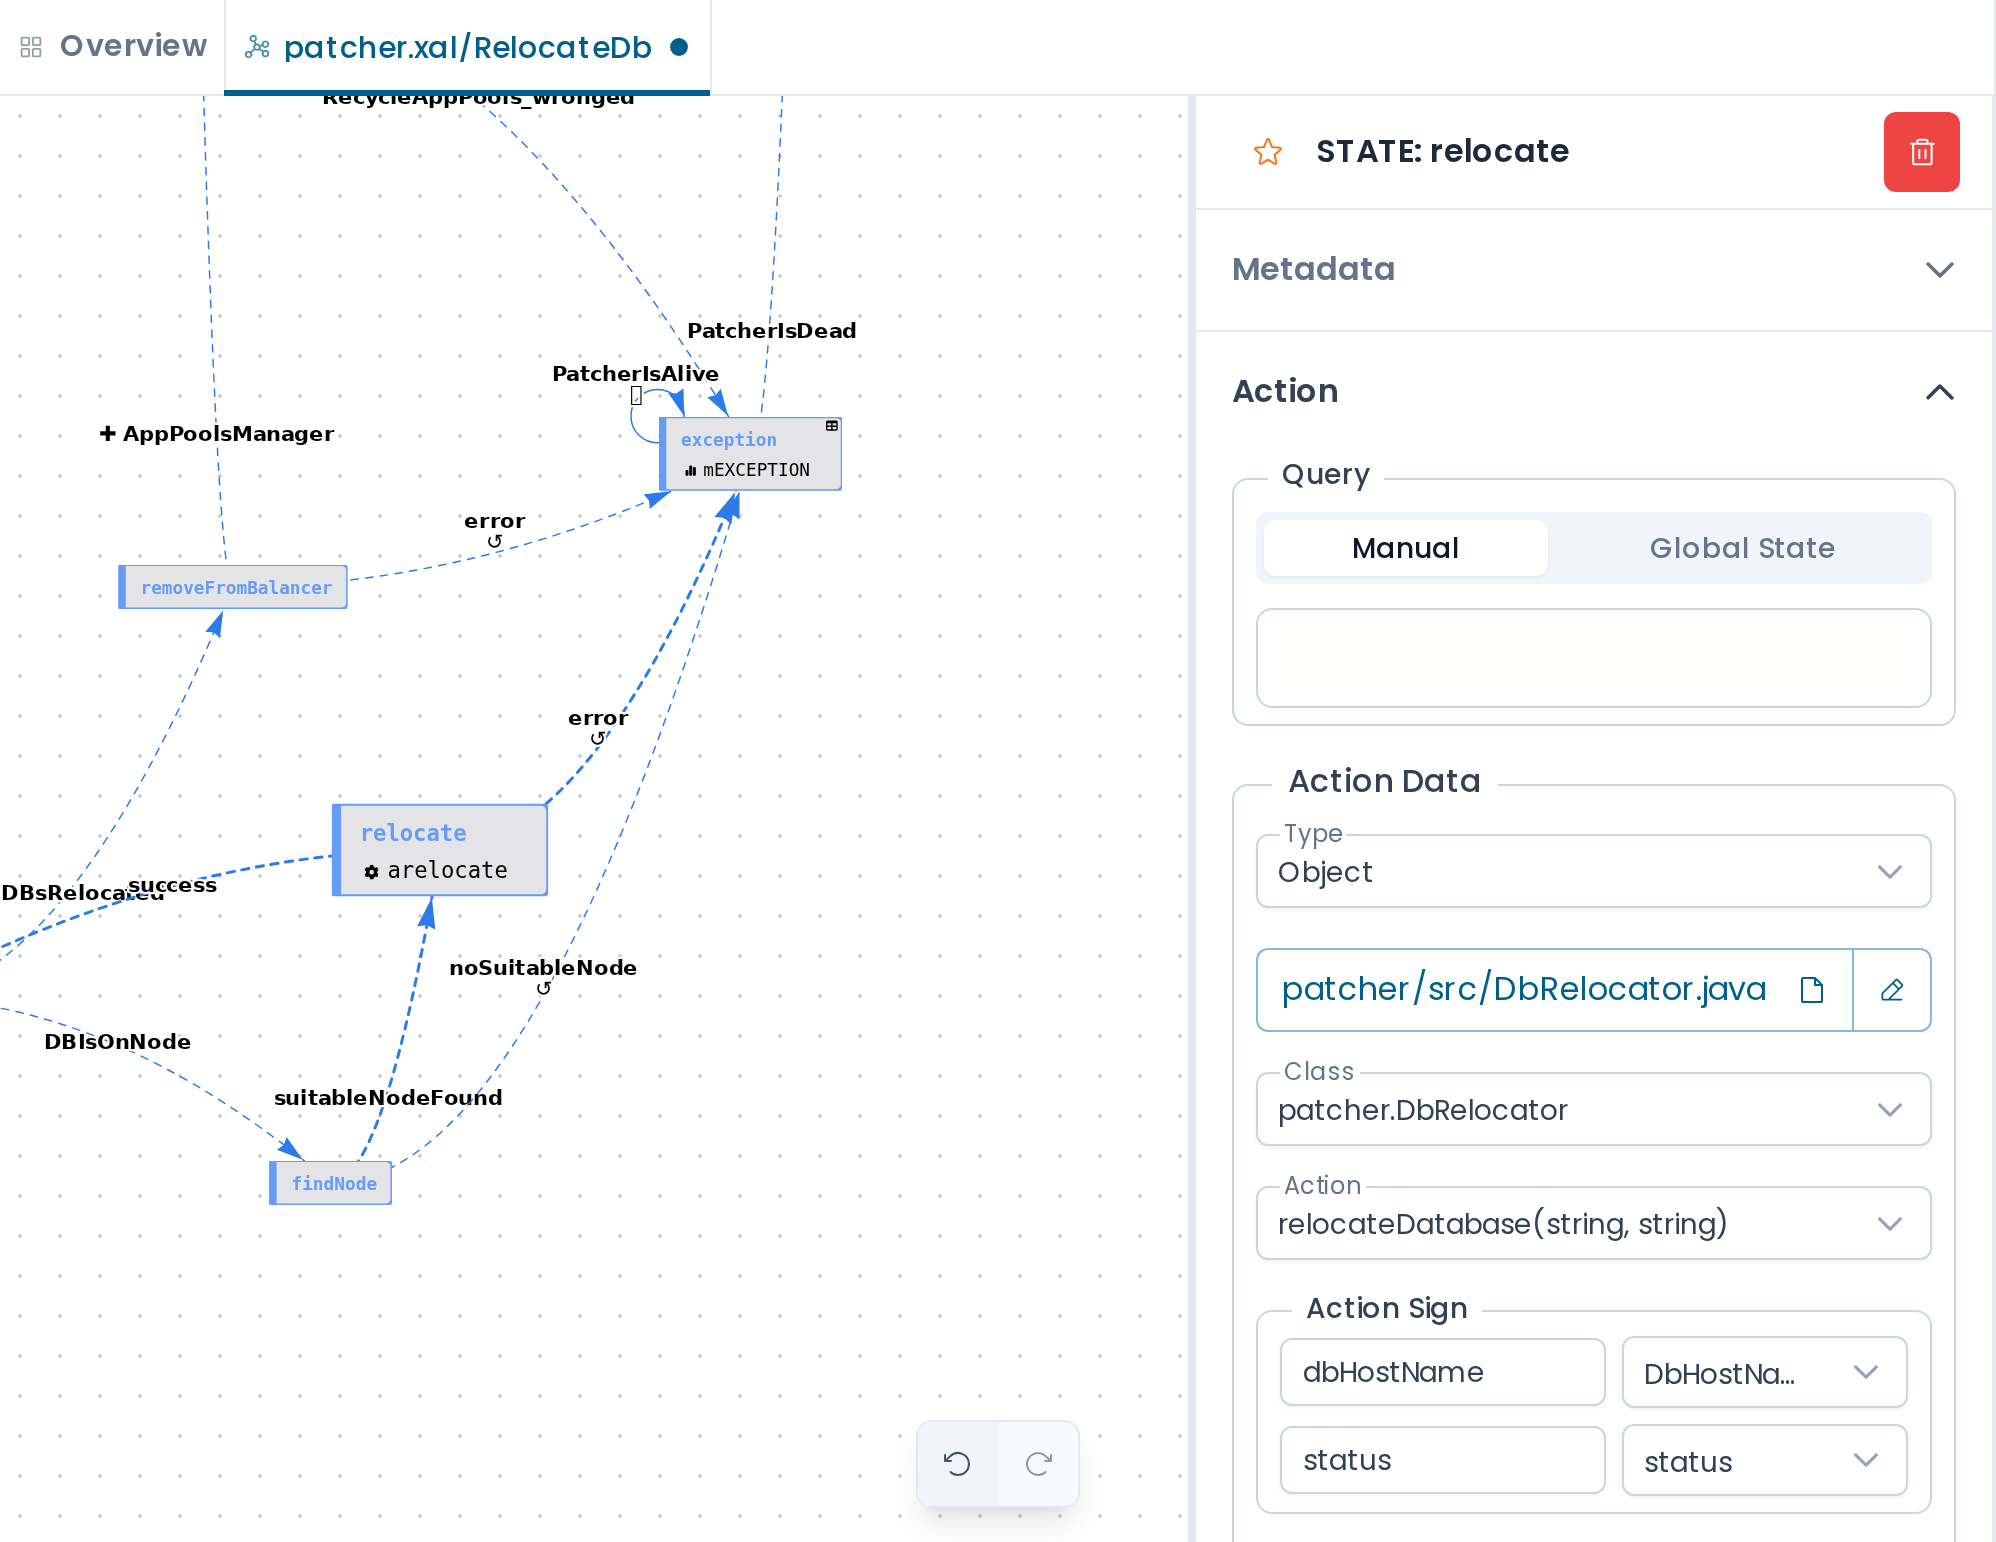 Overview
patcher.xal/RelocateDb
RecycleAppPools_wronged
PatcherIsDead
PatcherIsAlive
AppPoolsManager
exception
mEXCEPTION
error
removeFromBalancer
error
relocate
arelocate
DBsRelocated
success
noSuitableNode
DBIsOnNode
suitableNodeFound
findNode
STATE: relocate
Metadata
Action
Query
Manual
Global State
Action Data
Type
Object
patcher/src/DbRelocator.java
Class
patcher.DbRelocator
Action
relocateDatabase(string, string)
Action Sign
dbHostName
DbHostNa...
status
status